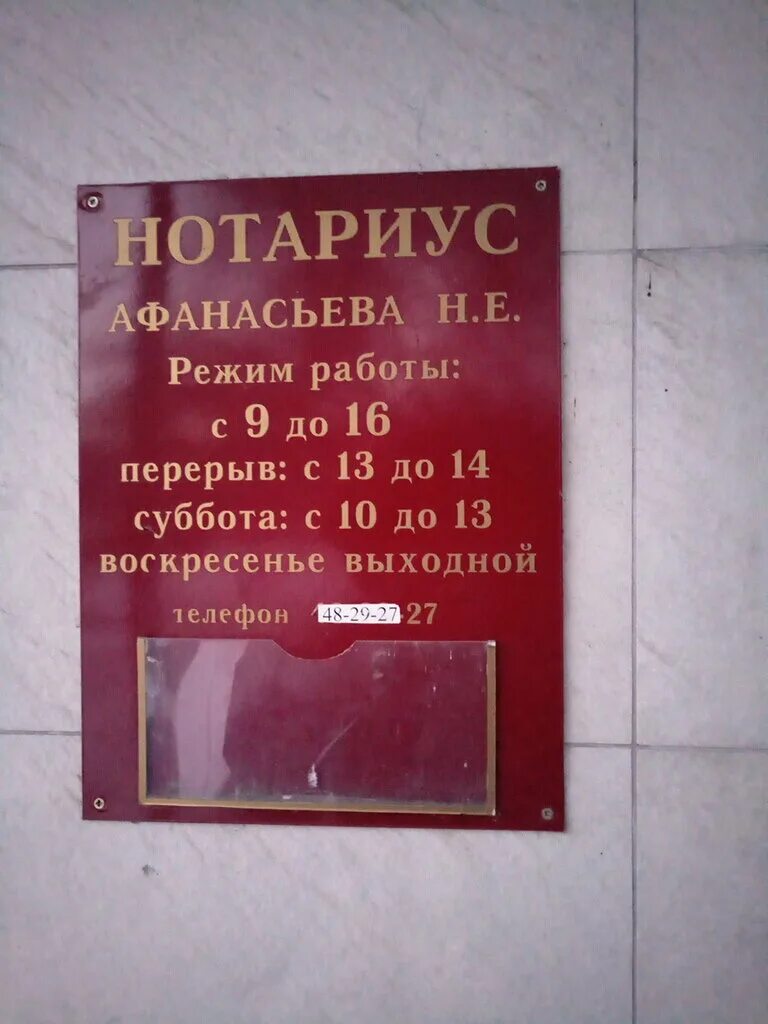 НОТАРИУС
АФАНАСЬЕВА Н.Е.
Режим работы:
с 9 до 16
перерыв: с 13 до 14
суббота: с 10 до 13
воскресенье выходной
телефон 48-29-27 27